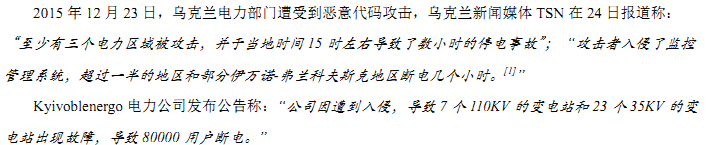 2015 年 12 月 23 日，乌克兰电力部门遭受到恶意代码攻击，乌克兰新闻媒体 TSN 在 24 日报道称：
“至少有三个电力区域被攻击，并于当地时间 15 时左右导致了数小时的停电事故”；“攻击者入侵了监控
管理系统，超过一半的地区和部分伊万诺-弗兰科夫斯克地区断电几个小时。[1]”
Kyivoblenergo 电力公司发布公告称：“公司因遭到入侵，导致 7 个 110KV 的变电站和 23 个 35KV 的变
电站出现故障，导致 80000 用户断电。”